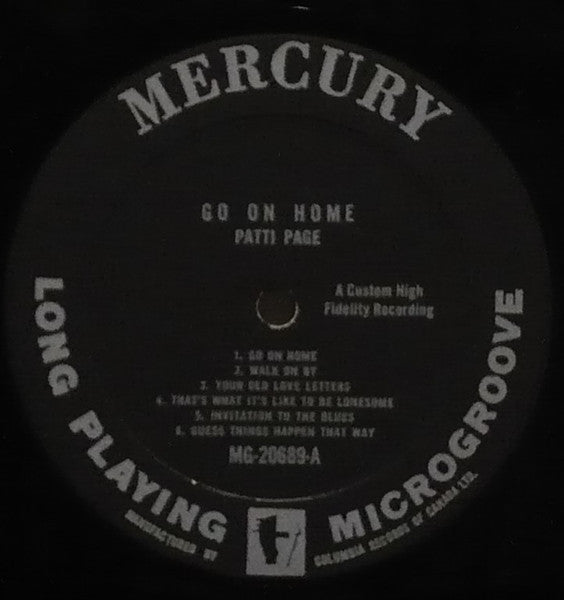 MERCURY
GO ON HOME
PATTI PAGE
A Custom High
Fidelity Recording
1. GO ON HOME
2. WALK ON BY
3. YOUR OLD LOVE LETTERS
4. THAT'S WHAT IT'S LIKE TO BE LONESOME
5. INVITATION TO THE BLUES
6. GUESS THINGS HAPPEN THAT WAY
MG-20689-A
LONG PLAYING MICROGROOVE
MANUFACTURED BY COLUMBIA RECORDS OF CANADA LTD.